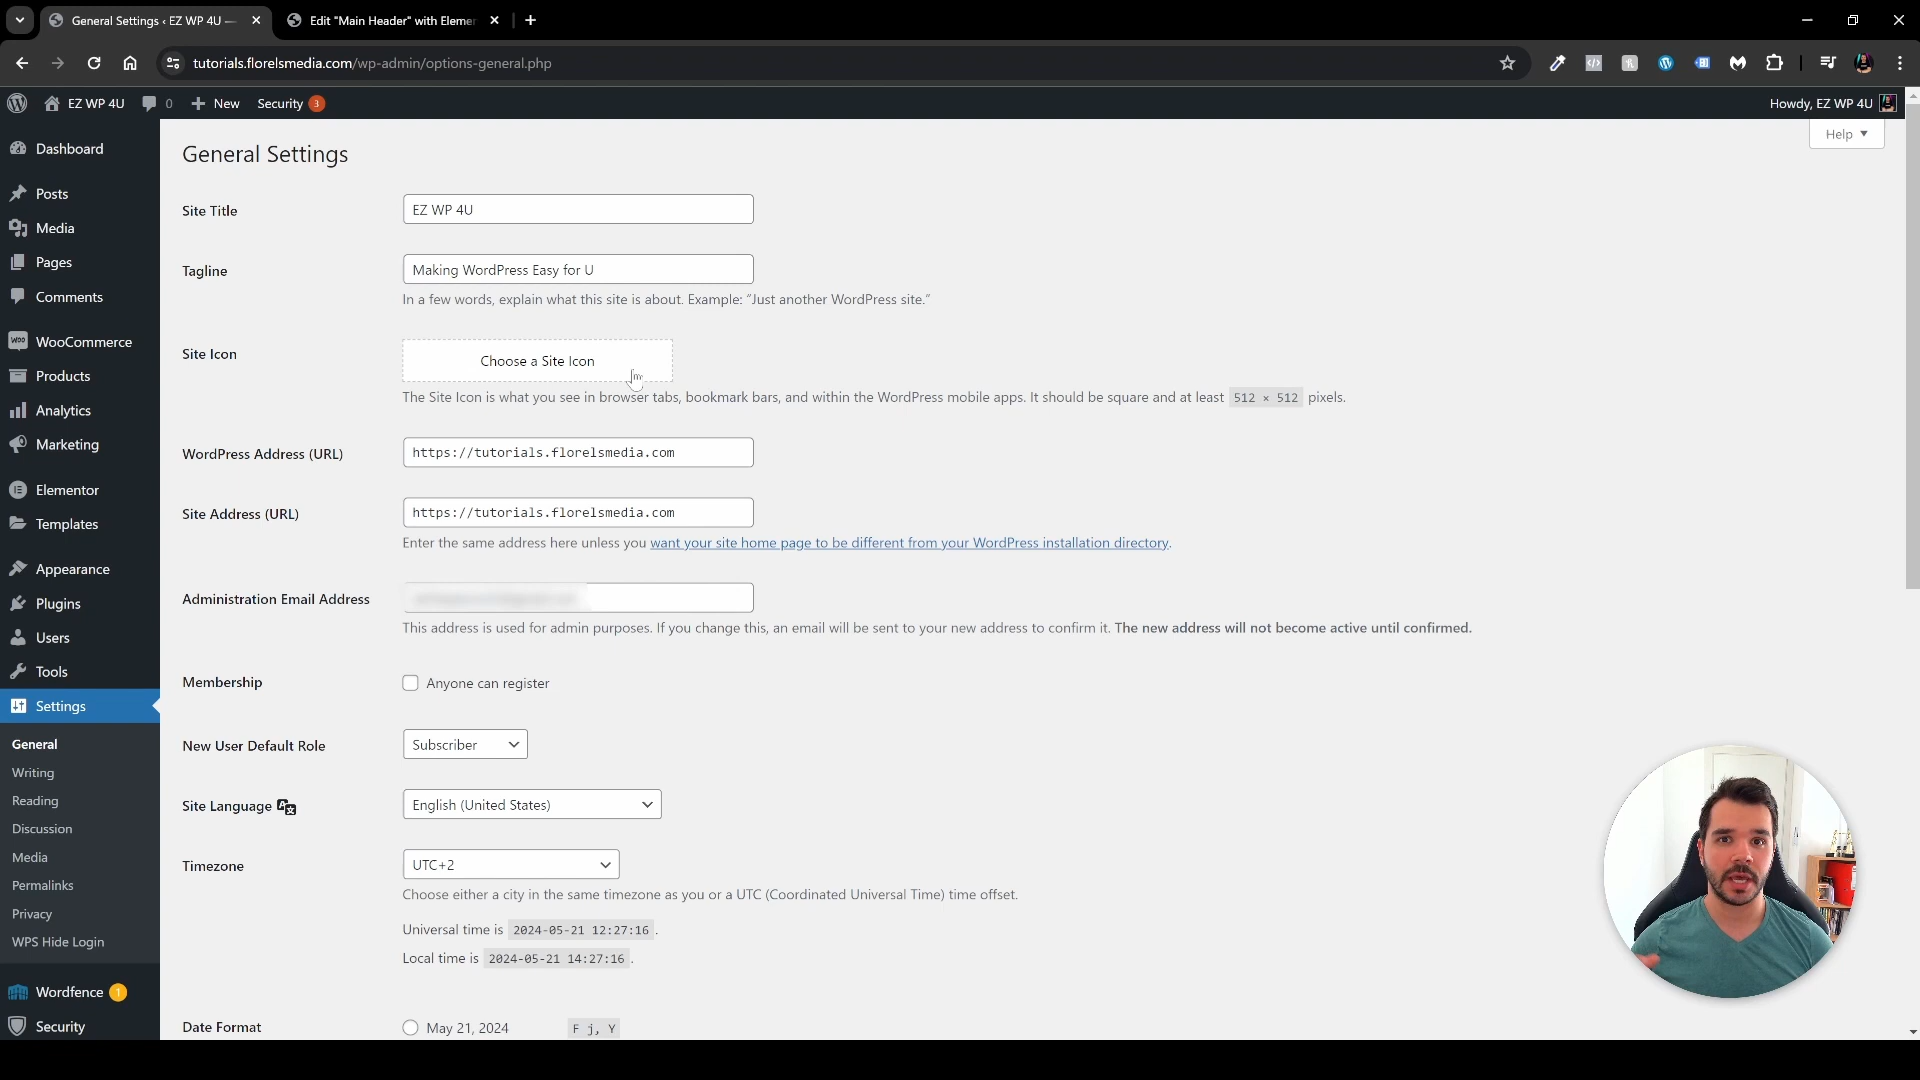 General Settings ‹ EZ WP 4U —
Edit "Main Header" with Eleme
tutorials.florelsmedia.com/wp-admin/options-general.php
EZ WP 4U
0
New
Security 3
Howdy, EZ WP 4U
Help
Dashboard
Posts
Media
Pages
Comments
WooCommerce
Products
Analytics
Marketing
Elementor
Templates
Appearance
Plugins
Users
Tools
Settings
General
Writing
Reading
Discussion
Media
Permalinks
Privacy
WPS Hide Login
Wordfence 1
Security
General Settings
Site Title
EZ WP 4U
Tagline
Making WordPress Easy for U
In a few words, explain what this site is about. Example: “Just another WordPress site.”
Site Icon
Choose a Site Icon
The Site Icon is what you see in browser tabs, bookmark bars, and within the WordPress mobile apps. It should be square and at least 512 × 512 pixels.
WordPress Address (URL)
https://tutorials.florelsmedia.com
Site Address (URL)
https://tutorials.florelsmedia.com
Enter the same address here unless you want your site home page to be different from your WordPress installation directory.
Administration Email Address
This address is used for admin purposes. If you change this, an email will be sent to your new address to confirm it. The new address will not become active until confirmed.
Membership
Anyone can register
New User Default Role
Subscriber
Site Language
English (United States)
Timezone
UTC+2
Choose either a city in the same timezone as you or a UTC (Coordinated Universal Time) time offset.
Universal time is 2024-05-21 12:27:16 .
Local time is 2024-05-21 14:27:16 .
Date Format
May 21, 2024
F j, Y